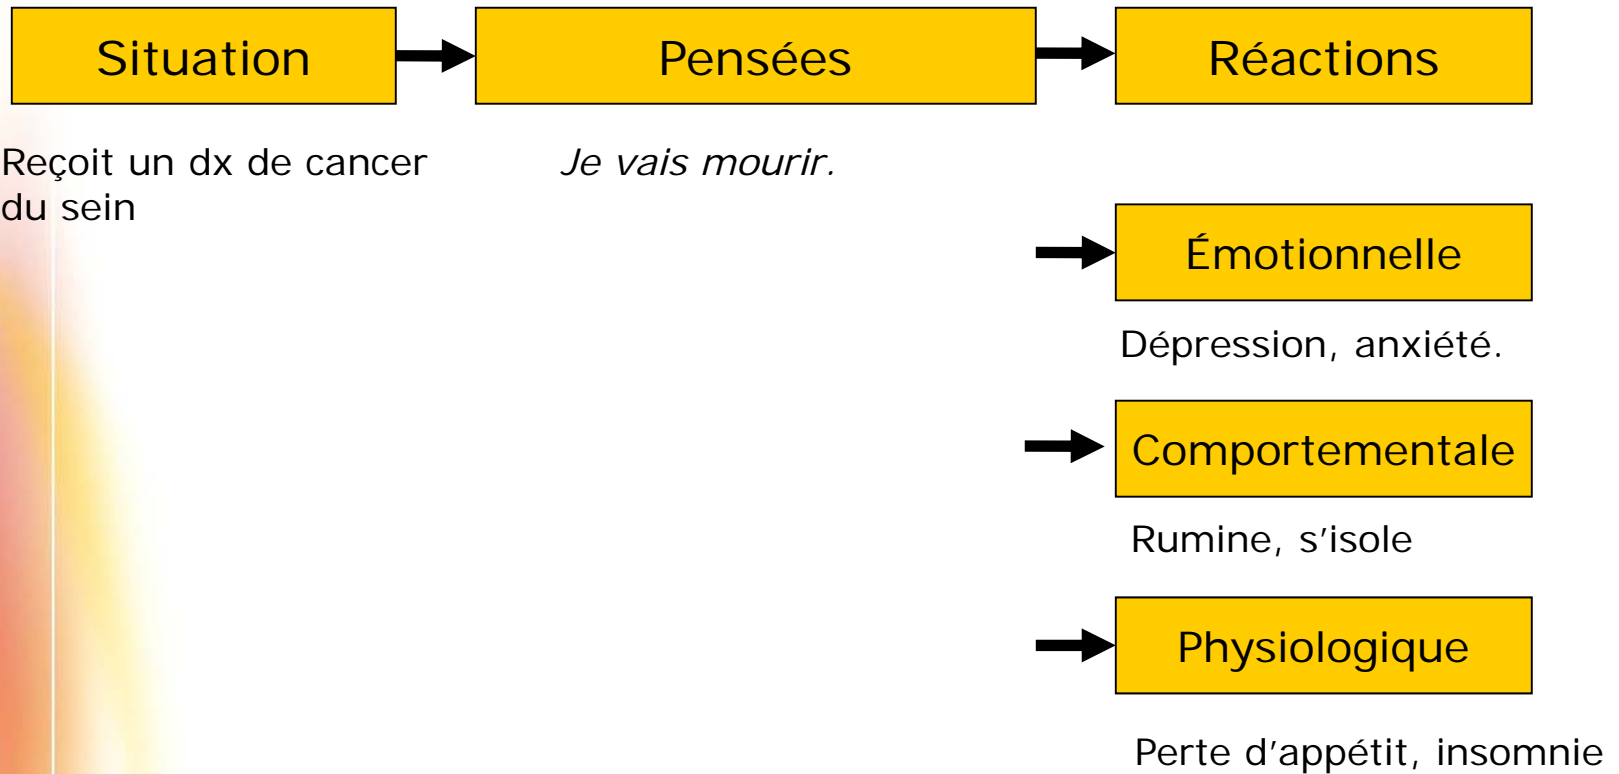 Situation
Pensées
Réactions
Reçoit un dx de cancer
du sein
Je vais mourir.
Émotionnelle
Dépression, anxiété.
Comportementale
Rumine, s’isole
Physiologique
Perte d’appétit, insomnie